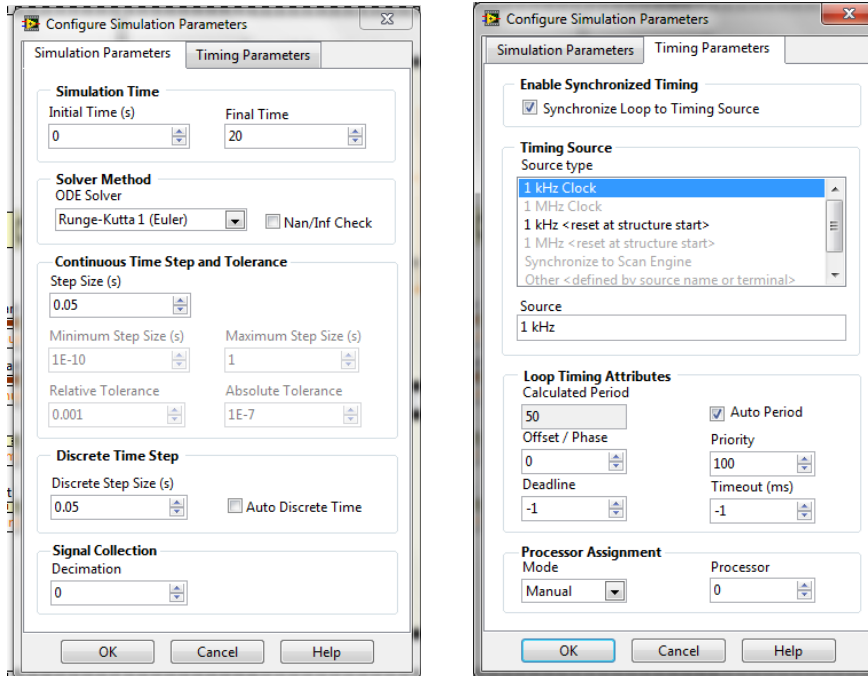 Configure Simulation Parameters
Simulation Parameters Timing Parameters
Simulation Time
Initial Time (s) Final Time
0 20
Solver Method
ODE Solver
Runge-Kutta 1 (Euler) Nan/Inf Check
Continuous Time Step and Tolerance
Step Size (s)
0.05
Minimum Step Size (s) Maximum Step Size (s)
1E-10 1
Relative Tolerance Absolute Tolerance
0.001 1E-7
Discrete Time Step
Discrete Step Size (s)
0.05 Auto Discrete Time
Signal Collection
Decimation
0
OK Cancel Help
Configure Simulation Parameters
Simulation Parameters Timing Parameters
Enable Synchronized Timing
Synchronize Loop to Timing Source
Timing Source
Source type
1 kHz Clock
1 MHz Clock
1 kHz <reset at structure start>
1 MHz <reset at structure start>
Synchronize to Scan Engine
Other <defined by source name or terminal>
Source
1 kHz
Loop Timing Attributes
Calculated Period
50 Auto Period
Offset / Phase Priority
0 100
Deadline Timeout (ms)
-1 -1
Processor Assignment
Mode Processor
Manual 0
OK Cancel Help